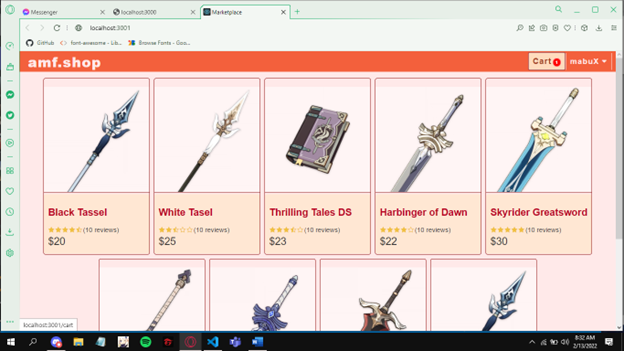 Messenger
localhost:3000
Marketplace
localhost:3001
GitHub
font-awesome - Lib...
Browse Fonts - Goo...
amf.shop
Cart 1
mabuX
Black Tassel
White Tasel
Thrilling Tales DS
Harbinger of Dawn
Skyrider Greatsword
(10 reviews)
(10 reviews)
(10 reviews)
(10 reviews)
(10 reviews)
$20
$25
$23
$22
$30
localhost:3001/cart
8:32 AM
2/13/2022